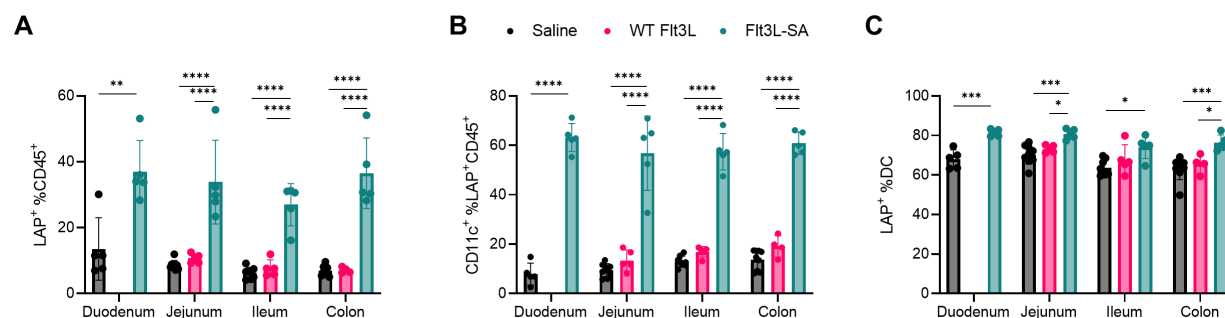 A
B
Saline
WT Flt3L
Flt3L-SA
C
LAP+ %CD45+
60
40
20
0
**
****
****
****
****
****
****
Duodenum
Jejunum
Ileum
Colon
CD11c+ %LAP+CD45+
80
60
40
20
0
****
****
****
****
****
****
****
Duodenum
Jejunum
Ileum
Colon
LAP+ %DC
100
80
60
40
20
0
***
***
*
*
***
*
Duodenum
Jejunum
Ileum
Colon